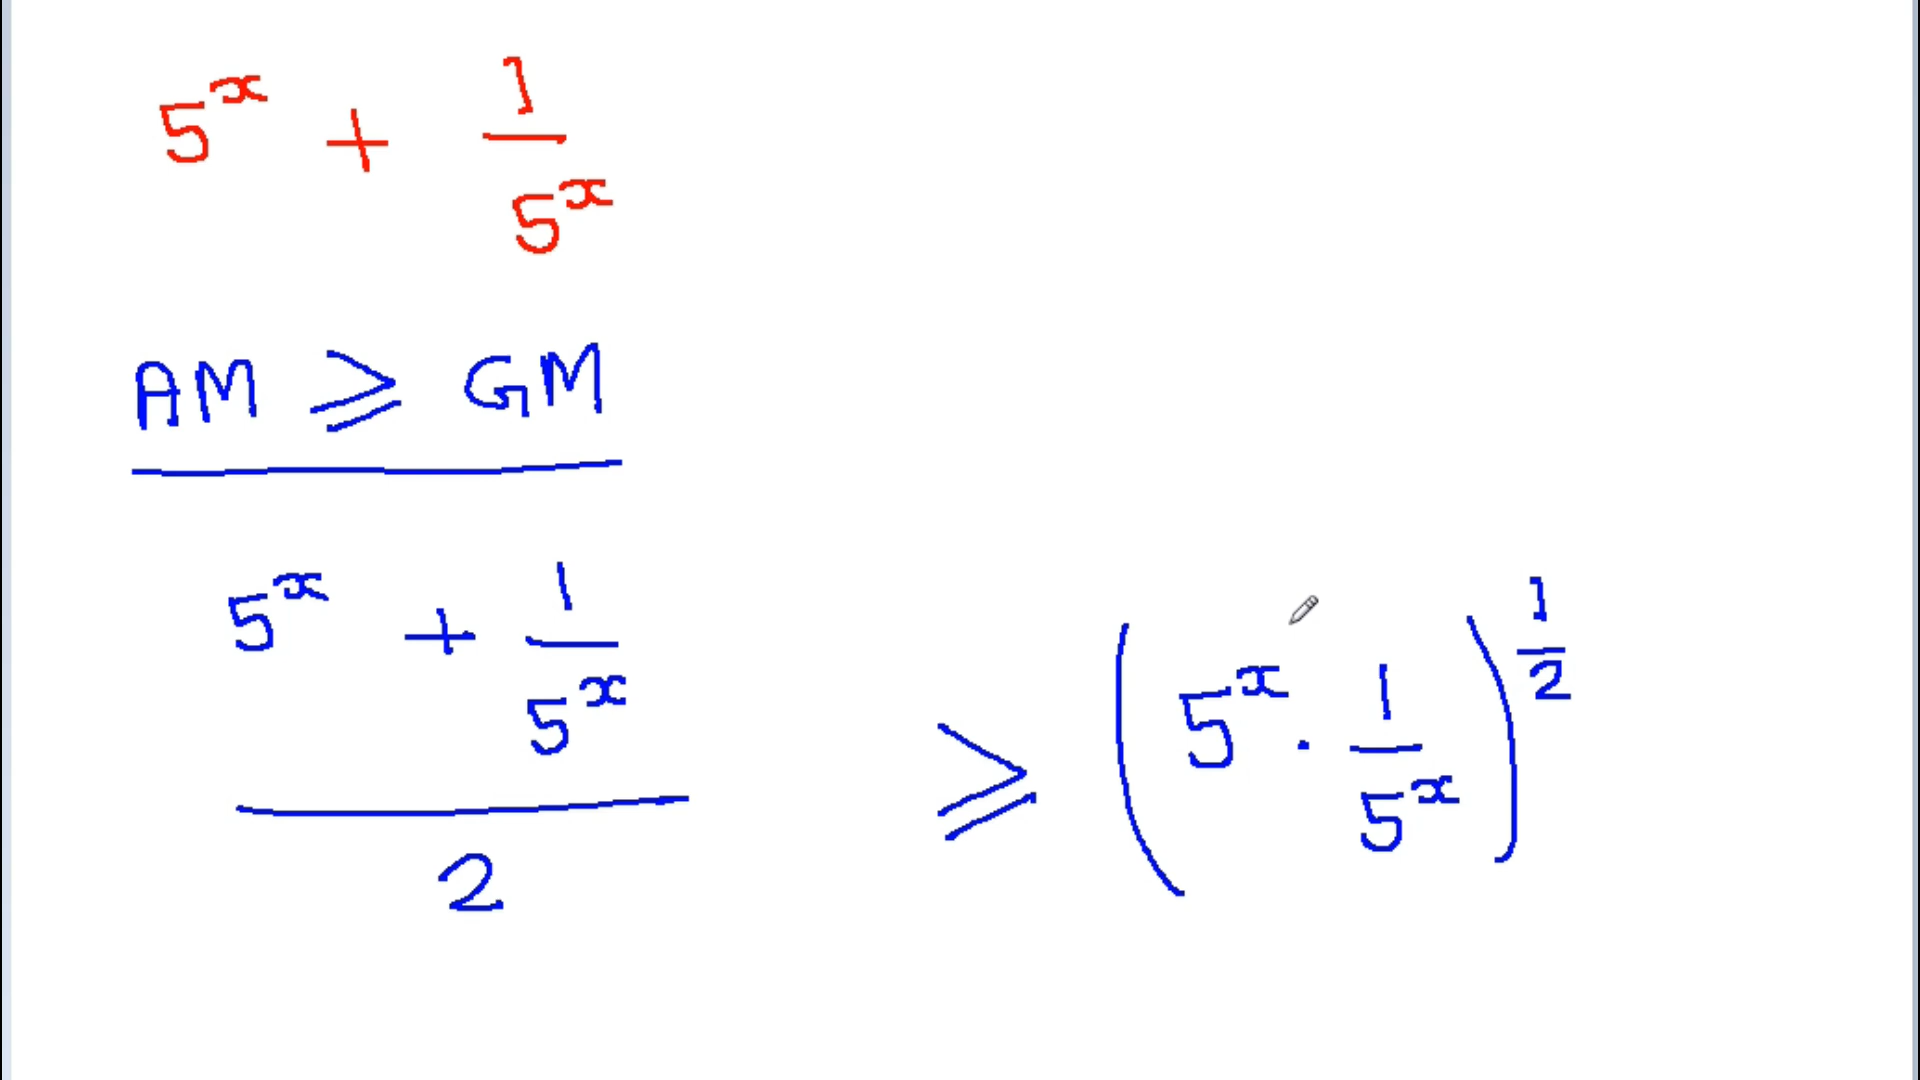 5^x + 1/5^x
AM ⩾ GM
(5^x + 1/5^x)/2 ⩾ (5^x · 1/5^x)^(1/2)